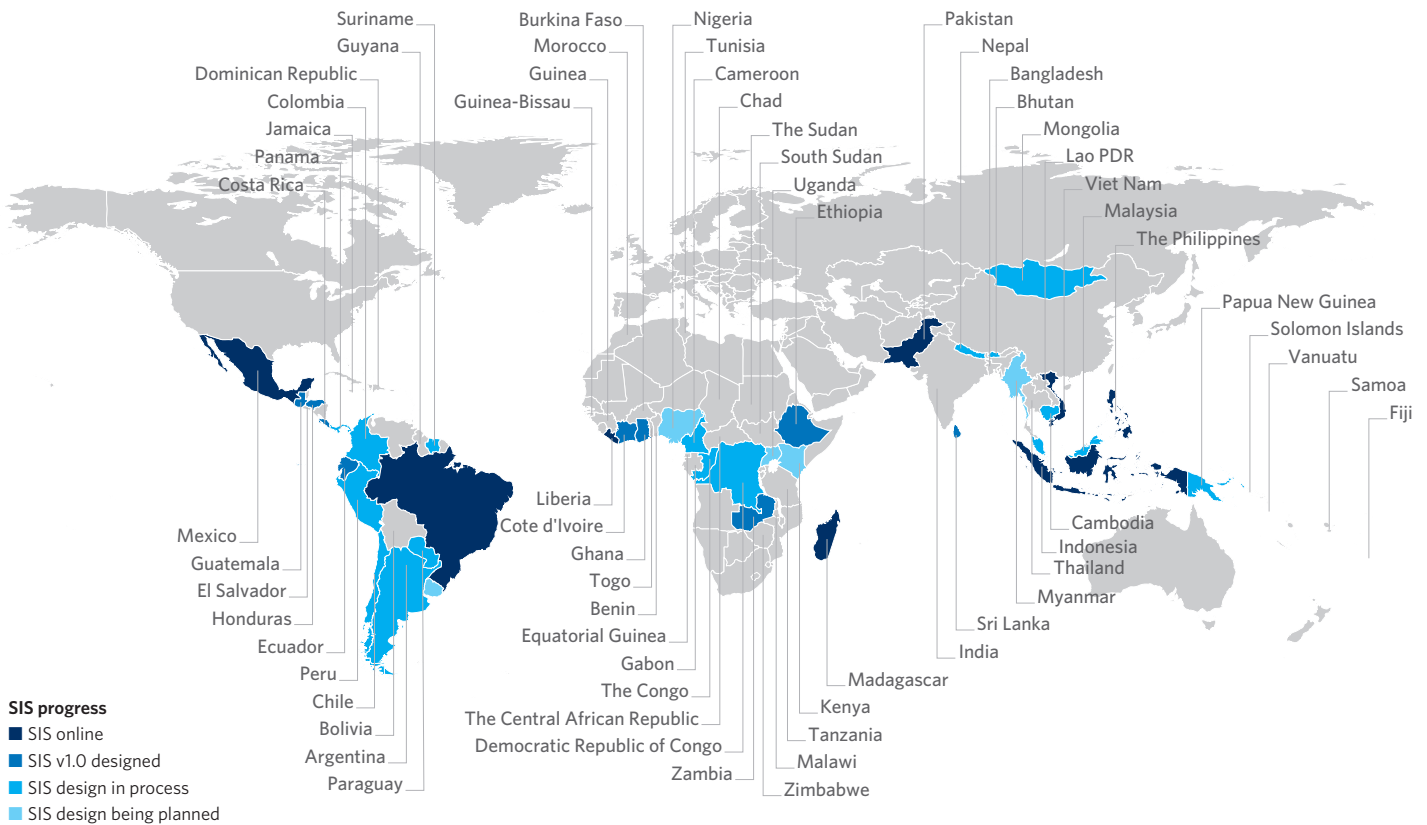 Suriname
Guyana
Dominican Republic
Colombia
Jamaica
Panama
Costa Rica
Burkina Faso
Morocco
Guinea
Guinea-Bissau
Nigeria
Tunisia
Cameroon
Chad
The Sudan
South Sudan
Uganda
Ethiopia
Pakistan
Nepal
Bangladesh
Bhutan
Mongolia
Lao PDR
Viet Nam
Malaysia
The Philippines
Papua New Guinea
Solomon Islands
Vanuatu
Samoa
Fiji
Mexico
Guatemala
El Salvador
Honduras
Ecuador
Peru
Chile
Bolivia
Argentina
Paraguay
Liberia
Cote d'Ivoire
Ghana
Togo
Benin
Equatorial Guinea
Gabon
The Congo
The Central African Republic
Democratic Republic of Congo
Zambia
Zimbabwe
Malawi
Tanzania
Kenya
Madagascar
India
Sri Lanka
Myanmar
Thailand
Indonesia
Cambodia
SIS progress
SIS online
SIS v1.0 designed
SIS design in process
SIS design being planned